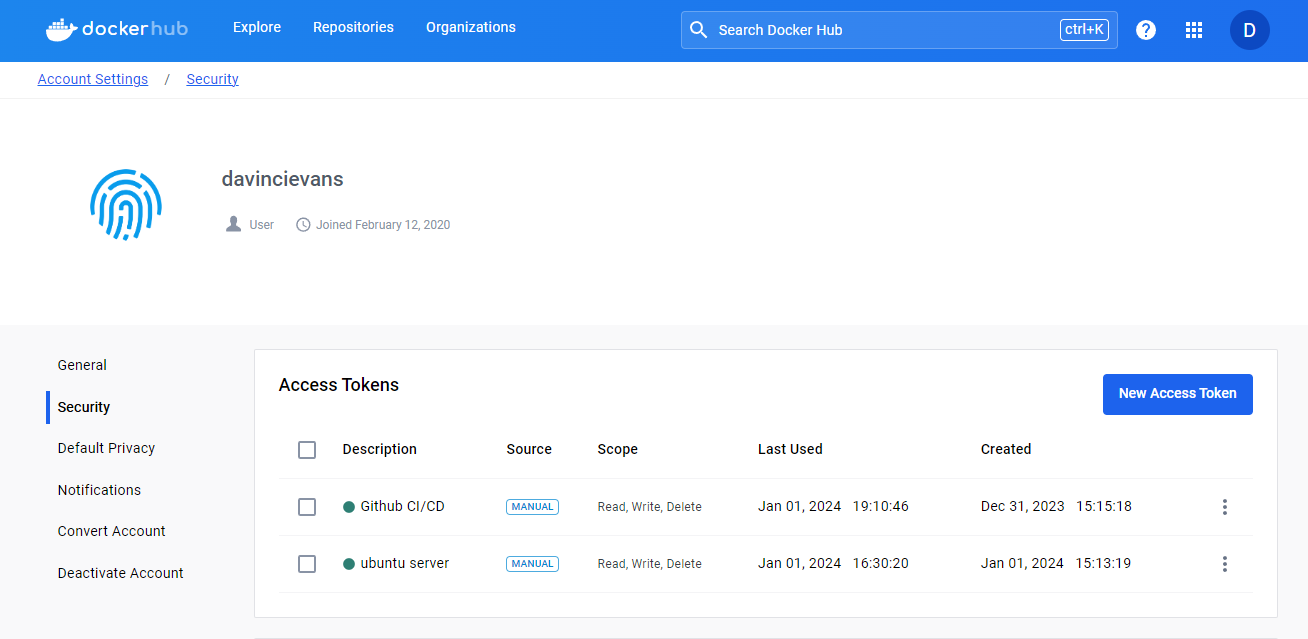 dockerhub Explore Repositories Organizations Search Docker Hub ctrl+K ? D
Account Settings / Security
davincievans
User Joined February 12, 2020
General
Security
Default Privacy
Notifications
Convert Account
Deactivate Account
Access Tokens
New Access Token
Description Source Scope Last Used Created
Github CI/CD MANUAL Read, Write, Delete Jan 01, 2024 19:10:46 Dec 31, 2023 15:15:18
ubuntu server MANUAL Read, Write, Delete Jan 01, 2024 16:30:20 Jan 01, 2024 15:13:19